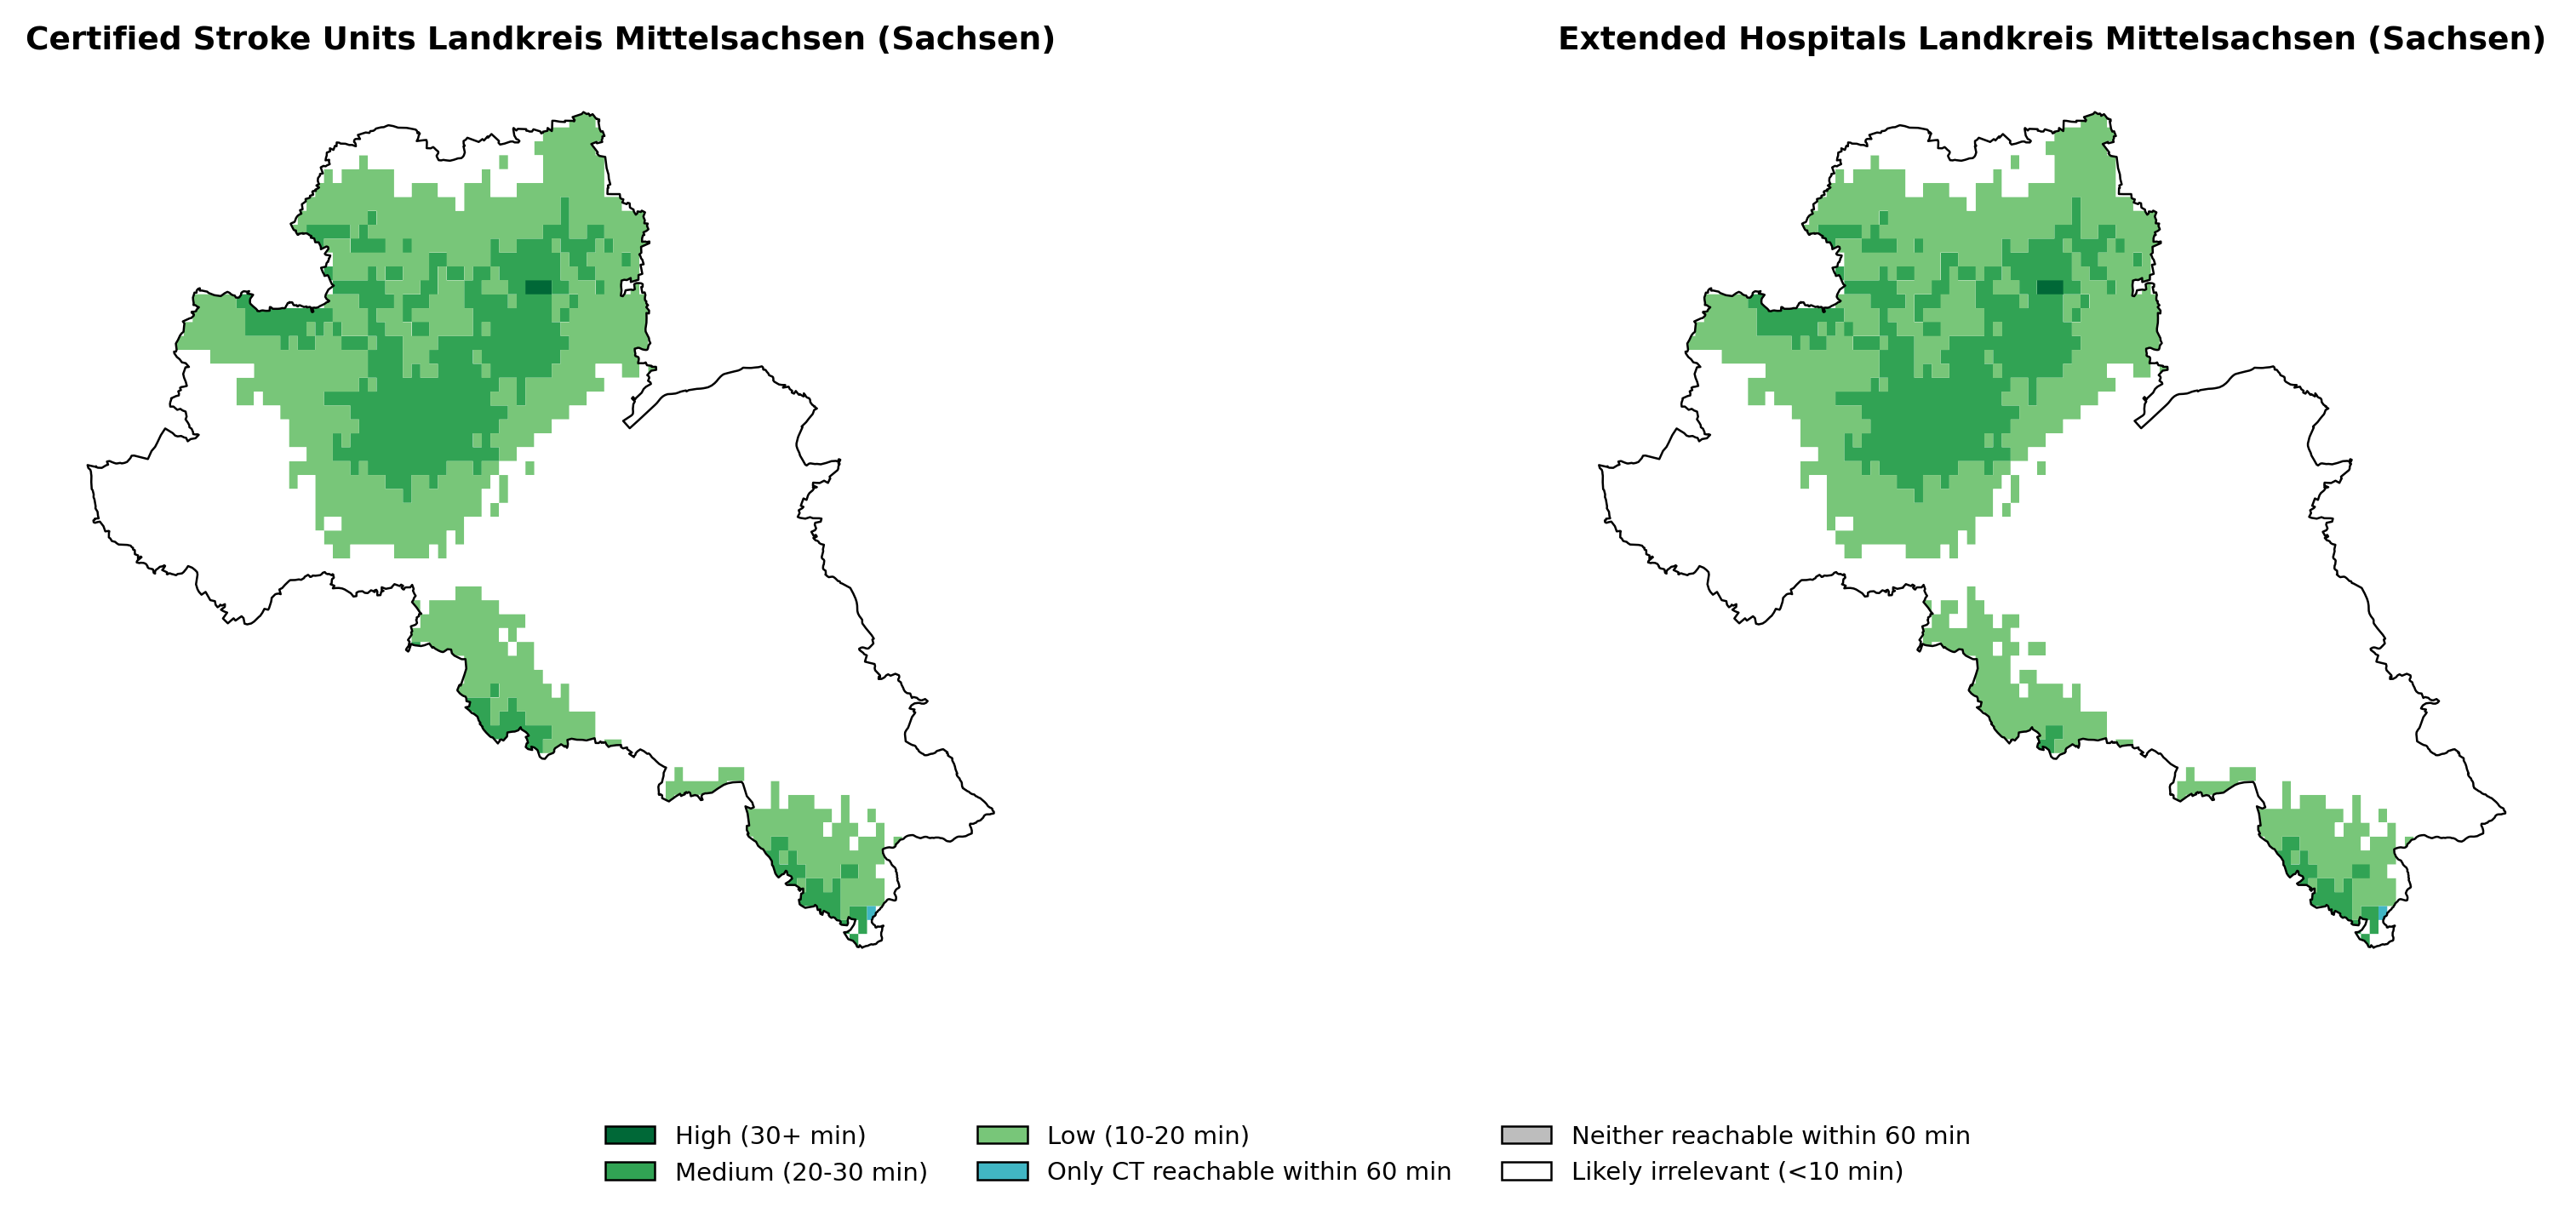 Certified Stroke Units Landkreis Mittelsachsen (Sachsen)
Extended Hospitals Landkreis Mittelsachsen (Sachsen)
High (30+ min)
Medium (20-30 min)
Low (10-20 min)
Only CT reachable within 60 min
Neither reachable within 60 min
Likely irrelevant (<10 min)